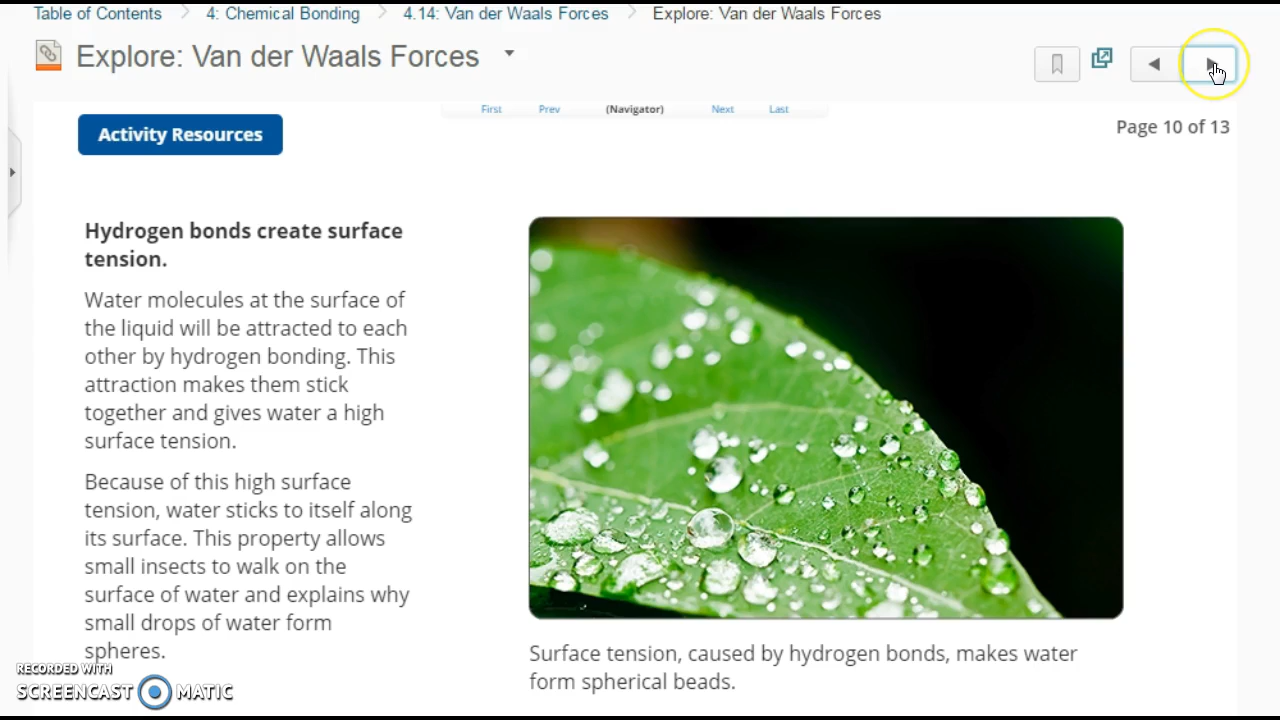 Table of Contents 4: Chemical Bonding 4.14: Van der Waals Forces Explore: Van der Waals Forces
Explore: Van der Waals Forces
First Prev (Navigator) Next Last
Activity Resources
Page 10 of 13
Hydrogen bonds create surface
tension.
Water molecules at the surface of
the liquid will be attracted to each
other by hydrogen bonding. This
attraction makes them stick
together and gives water a high
surface tension.
Because of this high surface
tension, water sticks to itself along
its surface. This property allows
small insects to walk on the
surface of water and explains why
small drops of water form
spheres.
Surface tension, caused by hydrogen bonds, makes water
form spherical beads.
RECORDED WITH
SCREENCAST MATIC